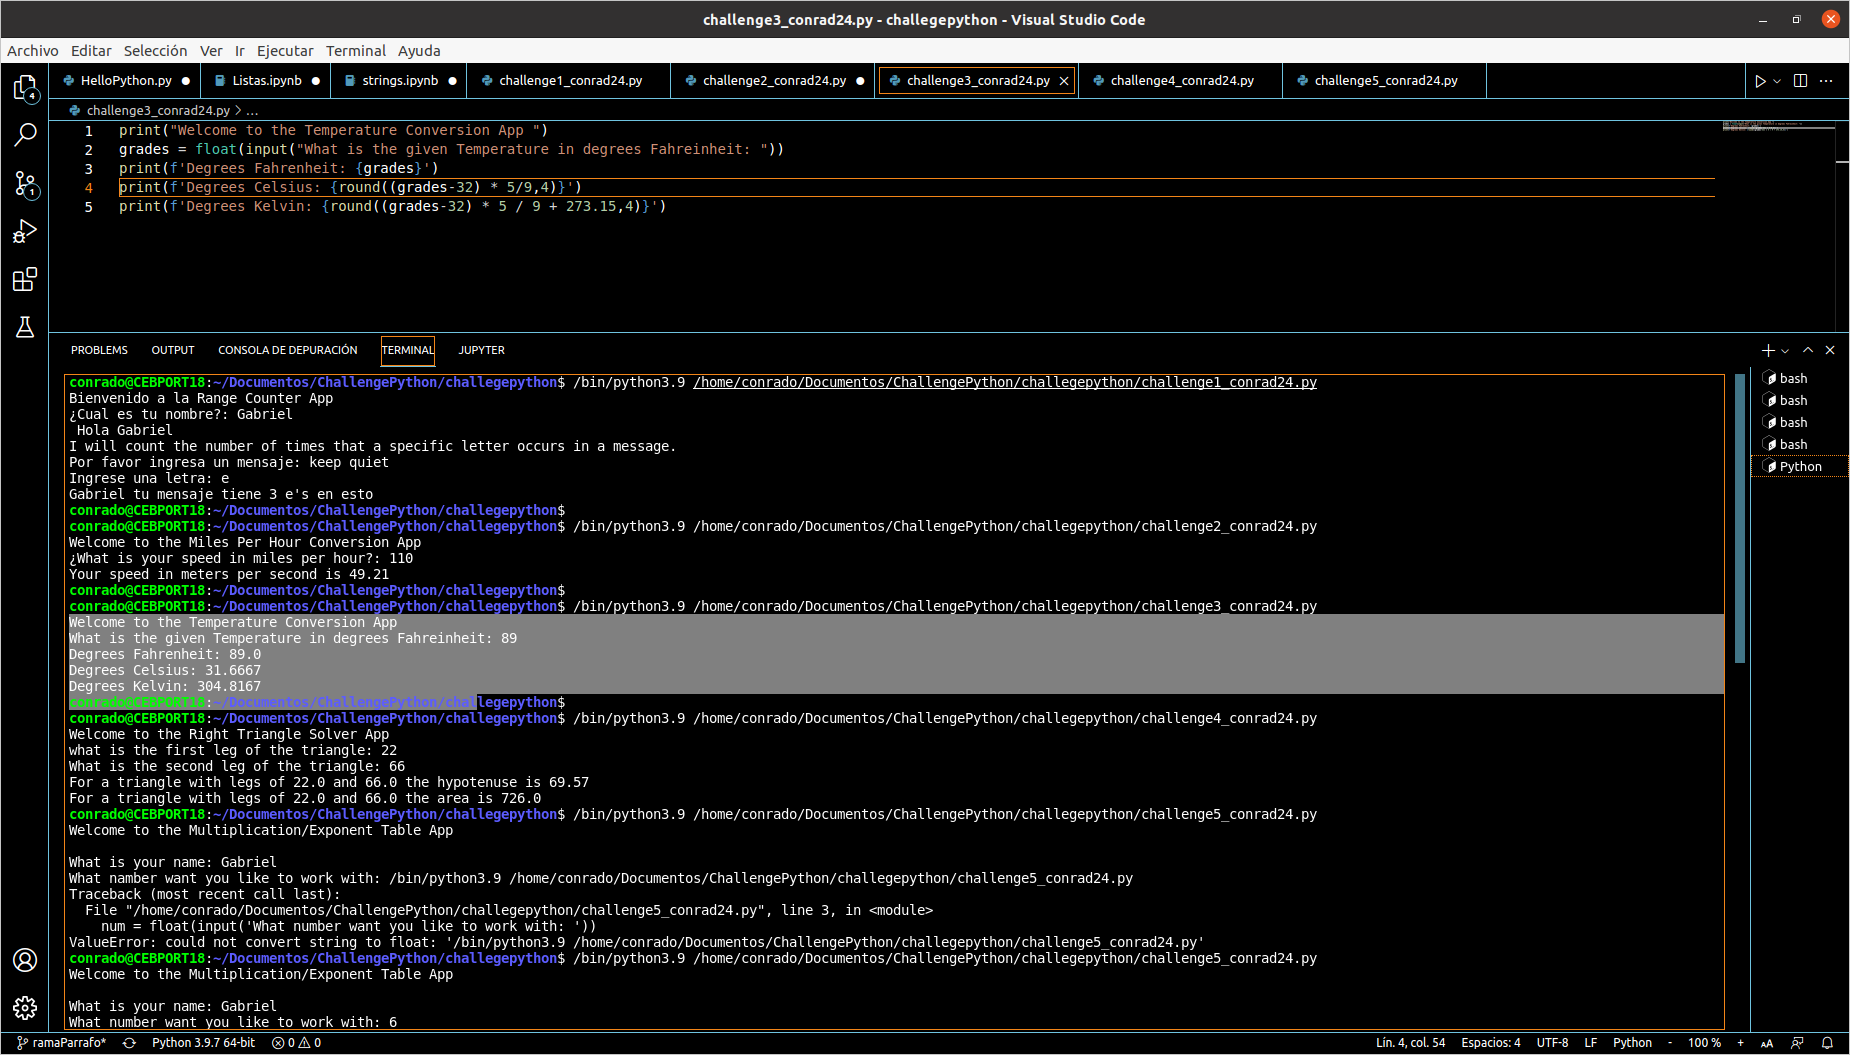 challenge3_conrad24.py - challegepython - Visual Studio Code
Archivo Editar Selección Ver Ir Ejecutar Terminal Ayuda
HelloPython.py Listas.ipynb strings.ipynb challenge1_conrad24.py challenge2_conrad24.py challenge3_conrad24.py challenge4_conrad24.py challenge5_conrad24.py
challenge3_conrad24.py > ...
1 print("Welcome to the Temperature Conversion App ")
2 grades = float(input("What is the given Temperature in degrees Fahreinheit: "))
3 print(f'Degrees Fahrenheit: {grades}')
4 print(f'Degrees Celsius: {round((grades-32) * 5/9,4)}')
5 print(f'Degrees Kelvin: {round((grades-32) * 5 / 9 + 273.15,4)}')
4
1
PROBLEMS OUTPUT CONSOLA DE DEPURACIÓN TERMINAL JUPYTER
conrado@CEBPORT18:~/Documentos/ChallengePython/challegepython$ /bin/python3.9 /home/conrado/Documentos/ChallengePython/challegepython/challenge1_conrad24.py
Bienvenido a la Range Counter App
¿Cual es tu nombre?: Gabriel
Hola Gabriel
I will count the number of times that a specific letter occurs in a message.
Por favor ingresa un mensaje: keep quiet
Ingrese una letra: e
Gabriel tu mensaje tiene 3 e's en esto
conrado@CEBPORT18:~/Documentos/ChallengePython/challegepython$
conrado@CEBPORT18:~/Documentos/ChallengePython/challegepython$ /bin/python3.9 /home/conrado/Documentos/ChallengePython/challegepython/challenge2_conrad24.py
Welcome to the Miles Per Hour Conversion App
¿What is your speed in miles per hour?: 110
Your speed in meters per second is 49.21
conrado@CEBPORT18:~/Documentos/ChallengePython/challegepython$
conrado@CEBPORT18:~/Documentos/ChallengePython/challegepython$ /bin/python3.9 /home/conrado/Documentos/ChallengePython/challegepython/challenge3_conrad24.py
Welcome to the Temperature Conversion App
What is the given Temperature in degrees Fahreinheit: 89
Degrees Fahrenheit: 89.0
Degrees Celsius: 31.6667
Degrees Kelvin: 304.8167
conrado@CEBPORT18:~/Documentos/ChallengePython/challegepython$
conrado@CEBPORT18:~/Documentos/ChallengePython/challegepython$ /bin/python3.9 /home/conrado/Documentos/ChallengePython/challegepython/challenge4_conrad24.py
Welcome to the Right Triangle Solver App
what is the first leg of the triangle: 22
What is the second leg of the triangle: 66
For a triangle with legs of 22.0 and 66.0 the hypotenuse is 69.57
For a triangle with legs of 22.0 and 66.0 the area is 726.0
conrado@CEBPORT18:~/Documentos/ChallengePython/challegepython$ /bin/python3.9 /home/conrado/Documentos/ChallengePython/challegepython/challenge5_conrad24.py
Welcome to the Multiplication/Exponent Table App
What is your name: Gabriel
What namber want you like to work with: /bin/python3.9 /home/conrado/Documentos/ChallengePython/challegepython/challenge5_conrad24.py
Traceback (most recent call last):
File "/home/conrado/Documentos/ChallengePython/challegepython/challenge5_conrad24.py", line 3, in <module>
num = float(input('What number want you like to work with: '))
ValueError: could not convert string to float: '/bin/python3.9 /home/conrado/Documentos/ChallengePython/challegepython/challenge5_conrad24.py'
conrado@CEBPORT18:~/Documentos/ChallengePython/challegepython$ /bin/python3.9 /home/conrado/Documentos/ChallengePython/challegepython/challenge5_conrad24.py
Welcome to the Multiplication/Exponent Table App
What is your name: Gabriel
What number want you like to work with: 6
bash
bash
bash
bash
Python
ramaParrafo* Python 3.9.7 64-bit 0 0 Lín. 4, col. 54 Espacios: 4 UTF-8 LF Python - 100 % + AA